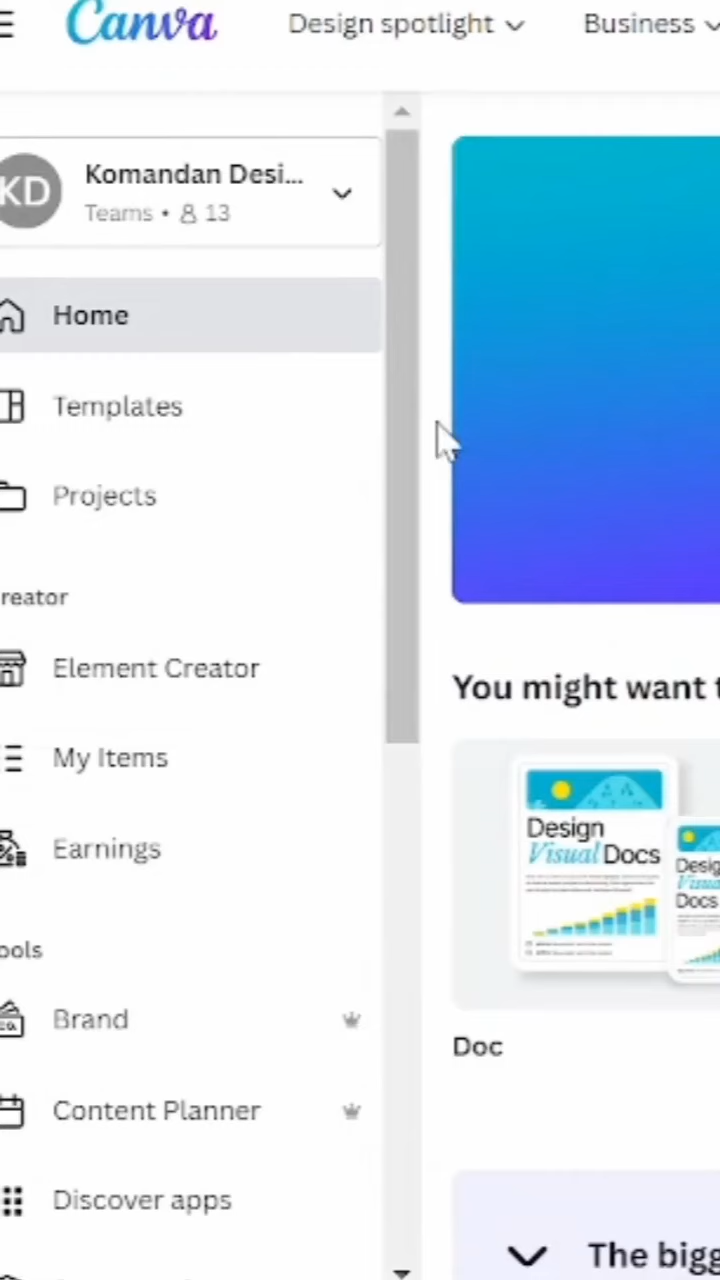 Canva
Design spotlight
Business
KD
Komandan Desi...
Teams • 13
Home
Templates
Projects
reator
Element Creator
My Items
Earnings
ools
Brand
Content Planner
Discover apps
You might want t
Design
Visual Docs
Desig
Visua
Docs
Doc
The bigg